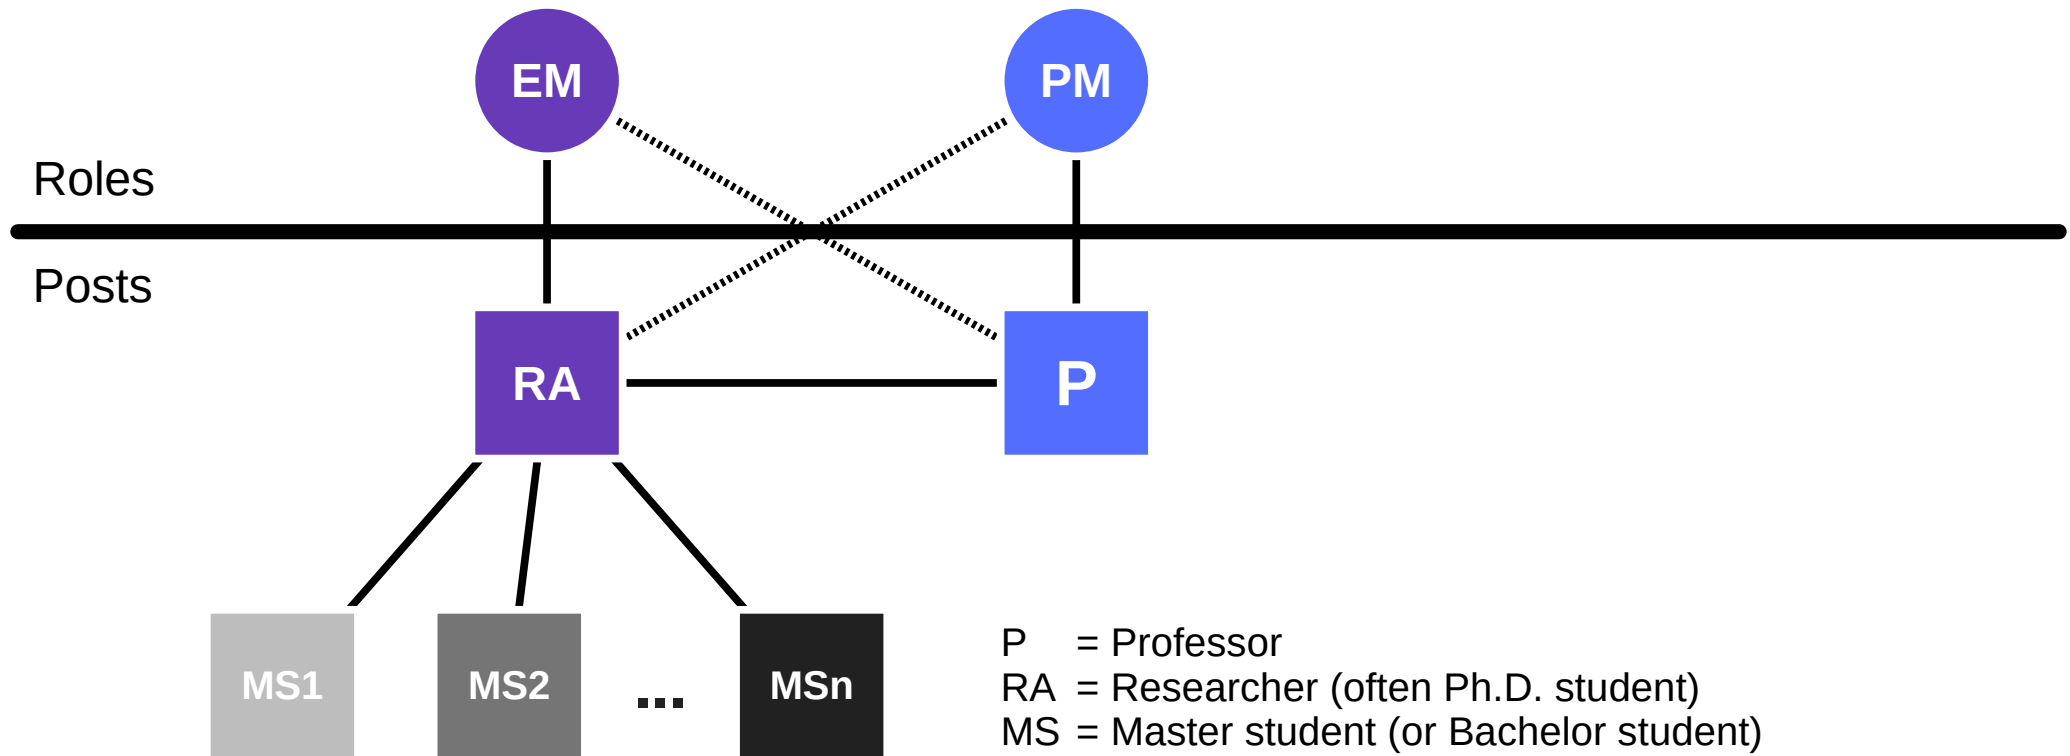 EM
PM
Roles
Posts
RA
P
MS1
MS2
...
MSn
P = Professor
RA = Researcher (often Ph.D. student)
MS = Master student (or Bachelor student)